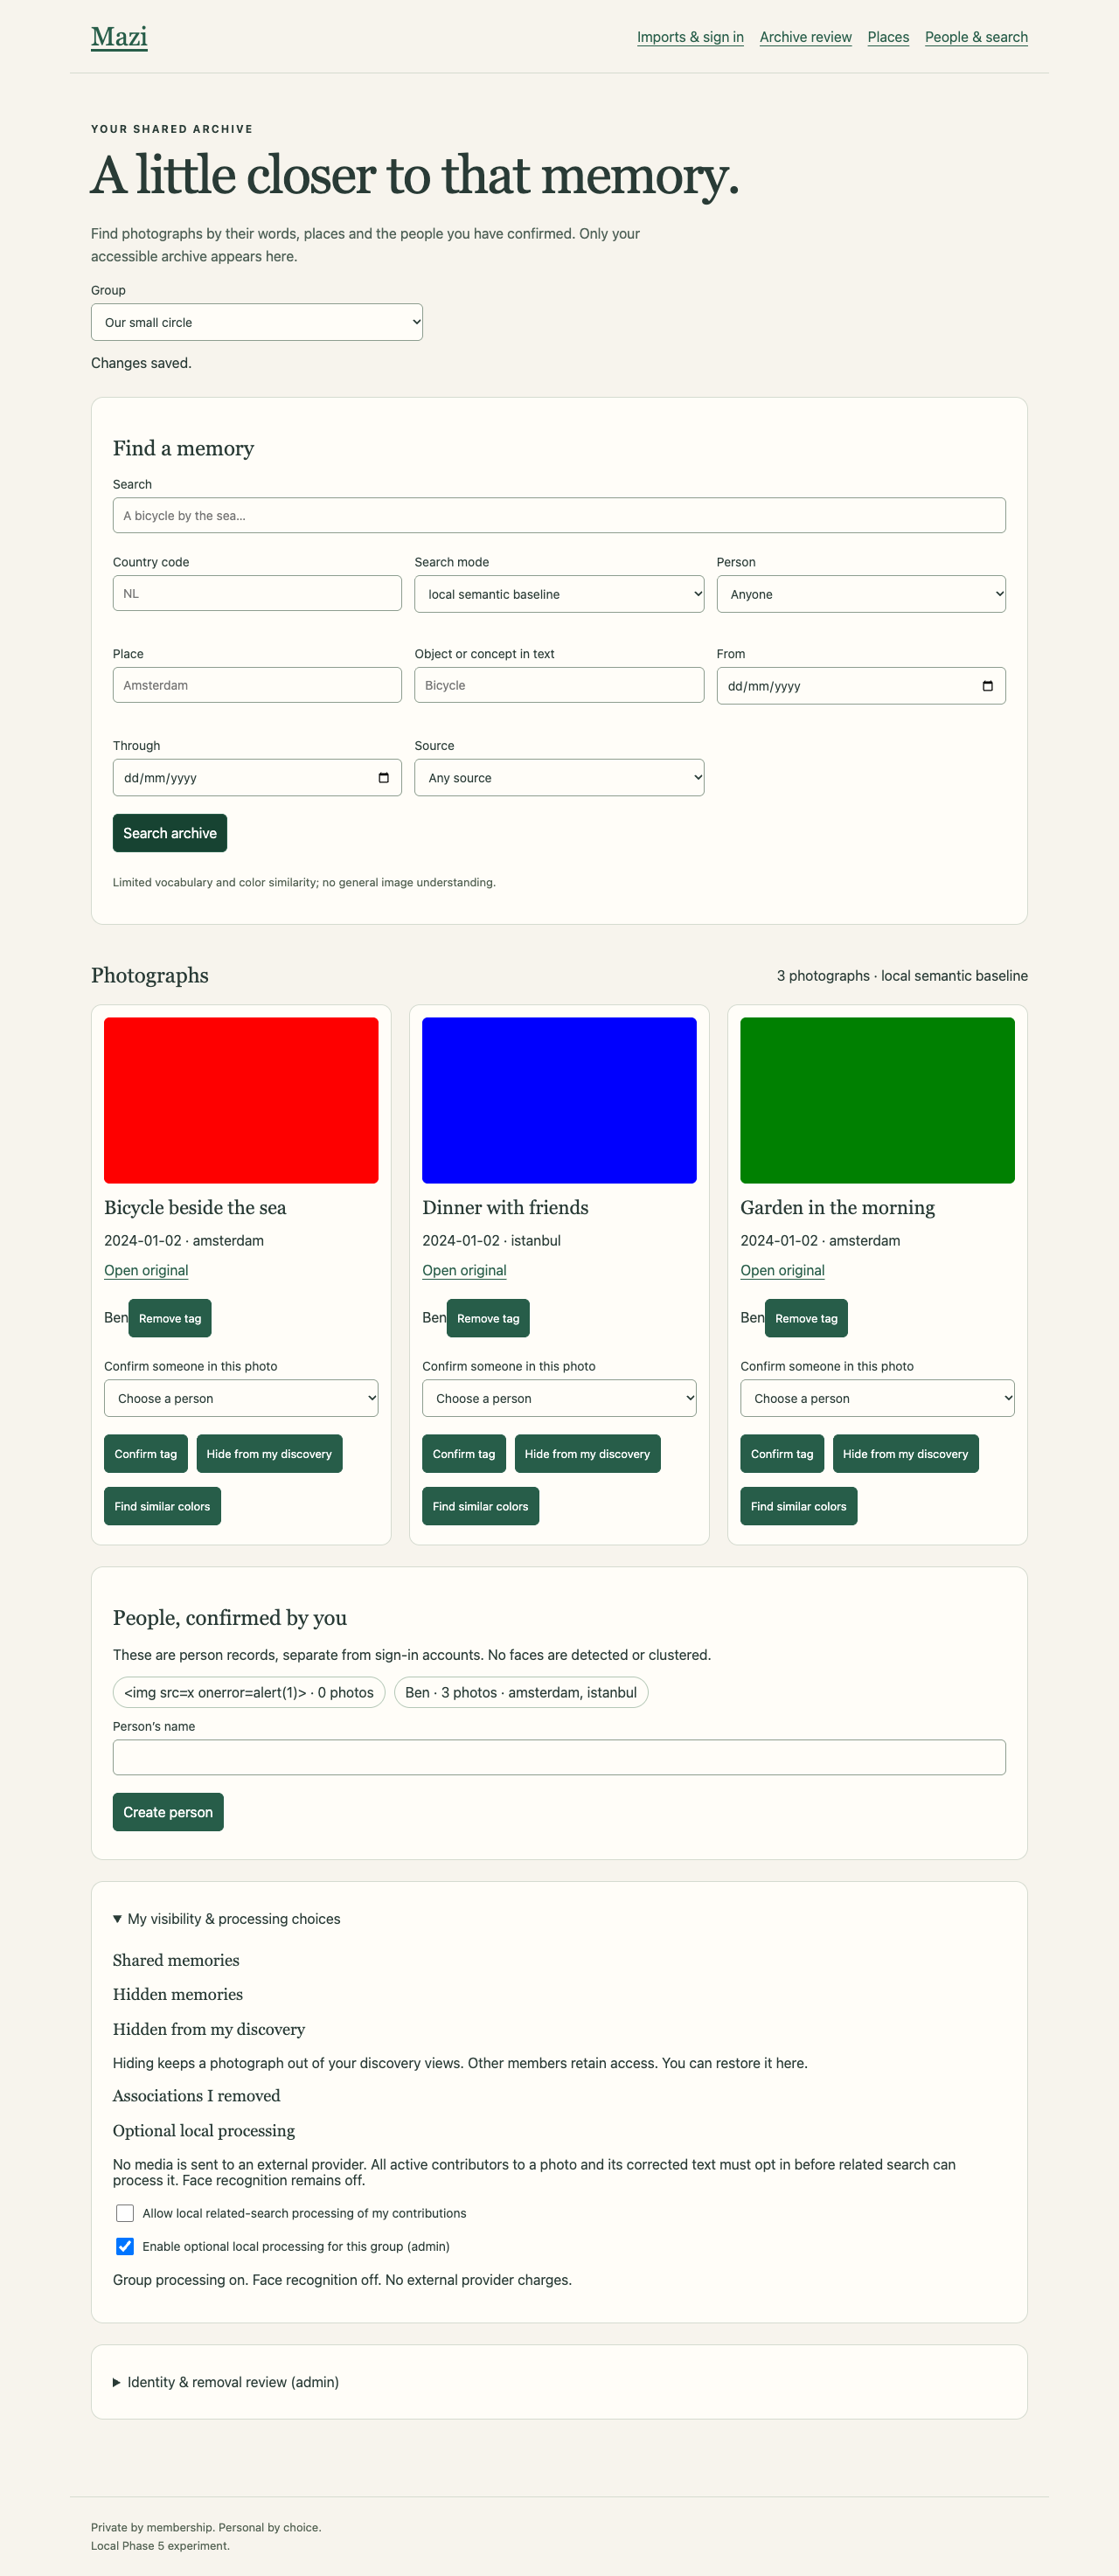 Mazi
Imports & sign in Archive review Places People & search
YOUR SHARED ARCHIVE
A little closer to that memory.
Find photographs by their words, places and the people you have confirmed. Only your
accessible archive appears here.
Group
Our small circle
Changes saved.
Find a memory
Search
A bicycle by the sea...
Country code Search mode Person
NL local semantic baseline Anyone
Place Object or concept in text From
Amsterdam Bicycle dd/mm/yyyy
Through Source
dd/mm/yyyy Any source
Search archive
Limited vocabulary and color similarity; no general image understanding.
Photographs 3 photographs · local semantic baseline
Bicycle beside the sea
2024-01-02 · amsterdam
Open original
Ben Remove tag
Confirm someone in this photo
Choose a person
Confirm tag Hide from my discovery
Find similar colors
Dinner with friends
2024-01-02 · istanbul
Open original
Ben Remove tag
Confirm someone in this photo
Choose a person
Confirm tag Hide from my discovery
Find similar colors
Garden in the morning
2024-01-02 · amsterdam
Open original
Ben Remove tag
Confirm someone in this photo
Choose a person
Confirm tag Hide from my discovery
Find similar colors
People, confirmed by you
These are person records, separate from sign-in accounts. No faces are detected or clustered.
<img src=x onerror=alert(1)> · 0 photos Ben · 3 photos · amsterdam, istanbul
Person's name
Create person
My visibility & processing choices
Shared memories
Hidden memories
Hidden from my discovery
Hiding keeps a photograph out of your discovery views. Other members retain access. You can restore it here.
Associations I removed
Optional local processing
No media is sent to an external provider. All active contributors to a photo and its corrected text must opt in before related search can
process it. Face recognition remains off.
Allow local related-search processing of my contributions
Enable optional local processing for this group (admin)
Group processing on. Face recognition off. No external provider charges.
Identity & removal review (admin)
Private by membership. Personal by choice.
Local Phase 5 experiment.